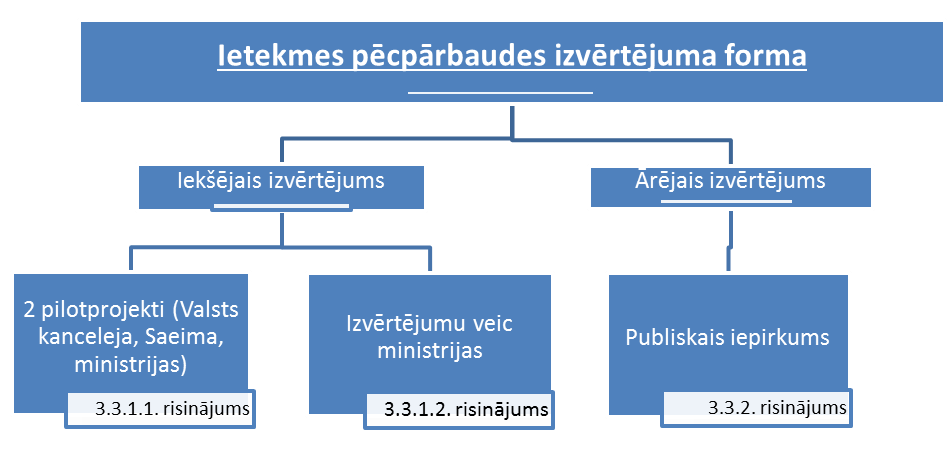 Ietekmes pēcpārbaudes izvērtējuma forma
Iekšējais izvērtējums
Ārējais izvērtējums
2 pilotprojekti (Valsts
kanceleja, Saeima,
ministrijas)
3.3.1.1. risinājums
Izvērtējumu veic
ministrijas
3.3.1.2. risinājums
Publiskais iepirkums
3.3.2. risinājums